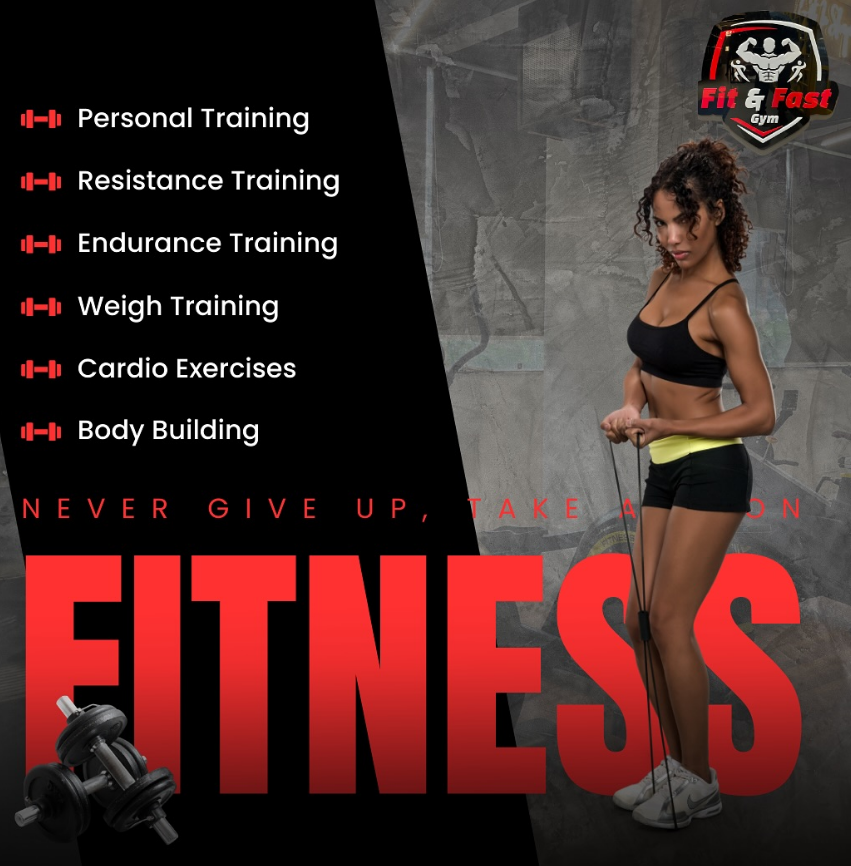 Fit & Fast
Gym
Personal Training
Resistance Training
Endurance Training
Weigh Training
Cardio Exercises
Body Building
NEVER GIVE UP, TAKE A ON
FITNESS